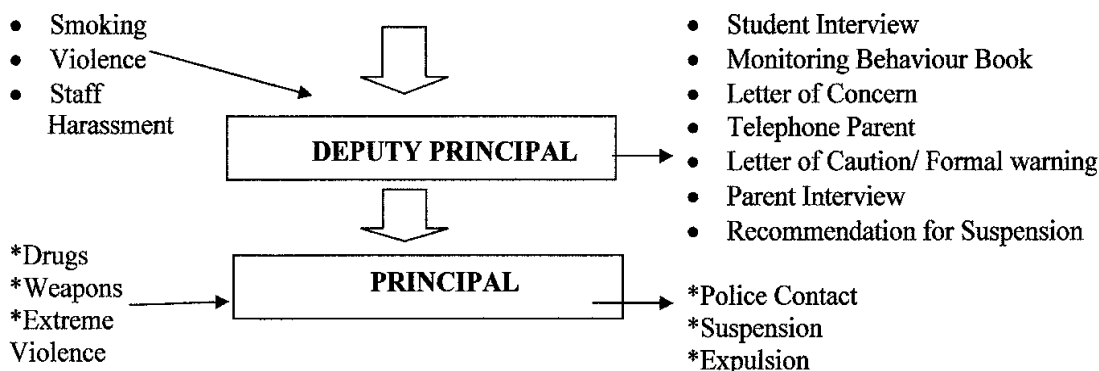 • Smoking
• Violence
• Staff
Harassment
DEPUTY PRINCIPAL
• Student Interview
• Monitoring Behaviour Book
• Letter of Concern
• Telephone Parent
• Letter of Caution/ Formal warning
• Parent Interview
• Recommendation for Suspension
*Drugs
*Weapons
*Extreme
Violence
PRINCIPAL
*Police Contact
*Suspension
*Expulsion